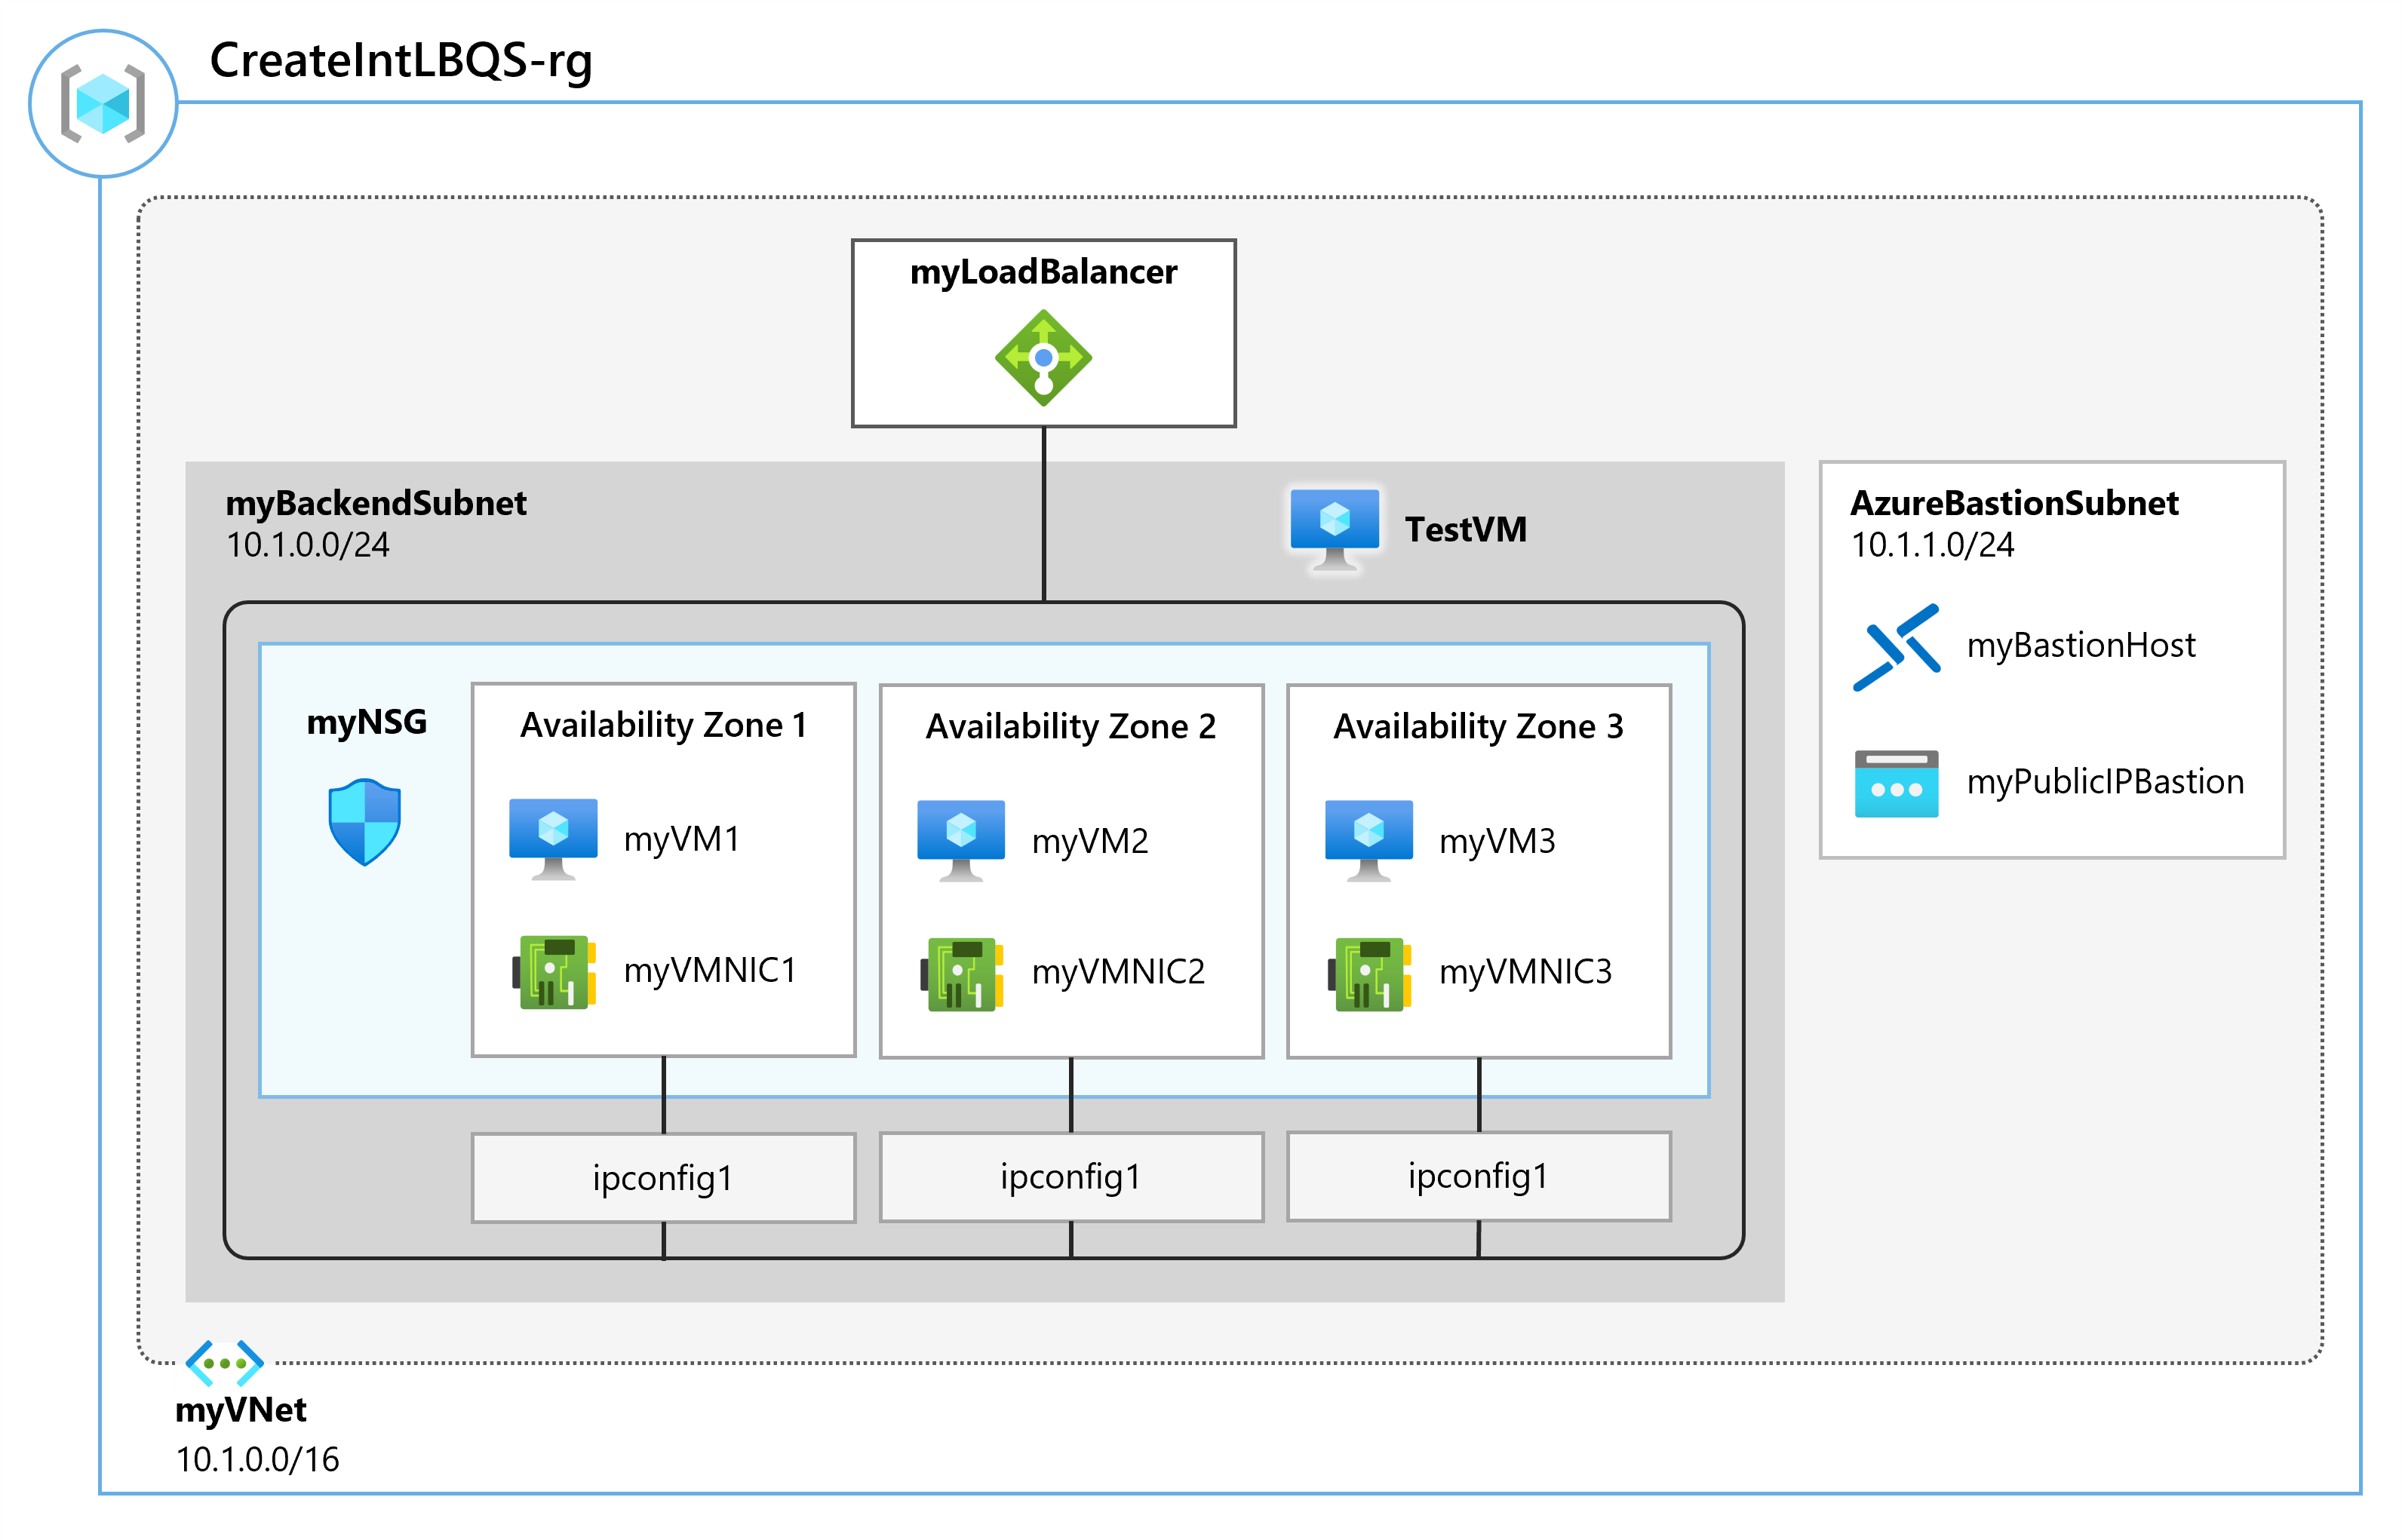 CreateIntLBQS-rg
myLoadBalancer
myBackendSubnet
10.1.0.0/24
TestVM
AzureBastionSubnet
10.1.1.0/24
myBastionHost
myPublicIPBastion
myNSG
Availability Zone 1
myVM1
myVMNIC1
Availability Zone 2
myVM2
myVMNIC2
Availability Zone 3
myVM3
myVMNIC3
ipconfig1
ipconfig1
ipconfig1
myVNet
10.1.0.0/16